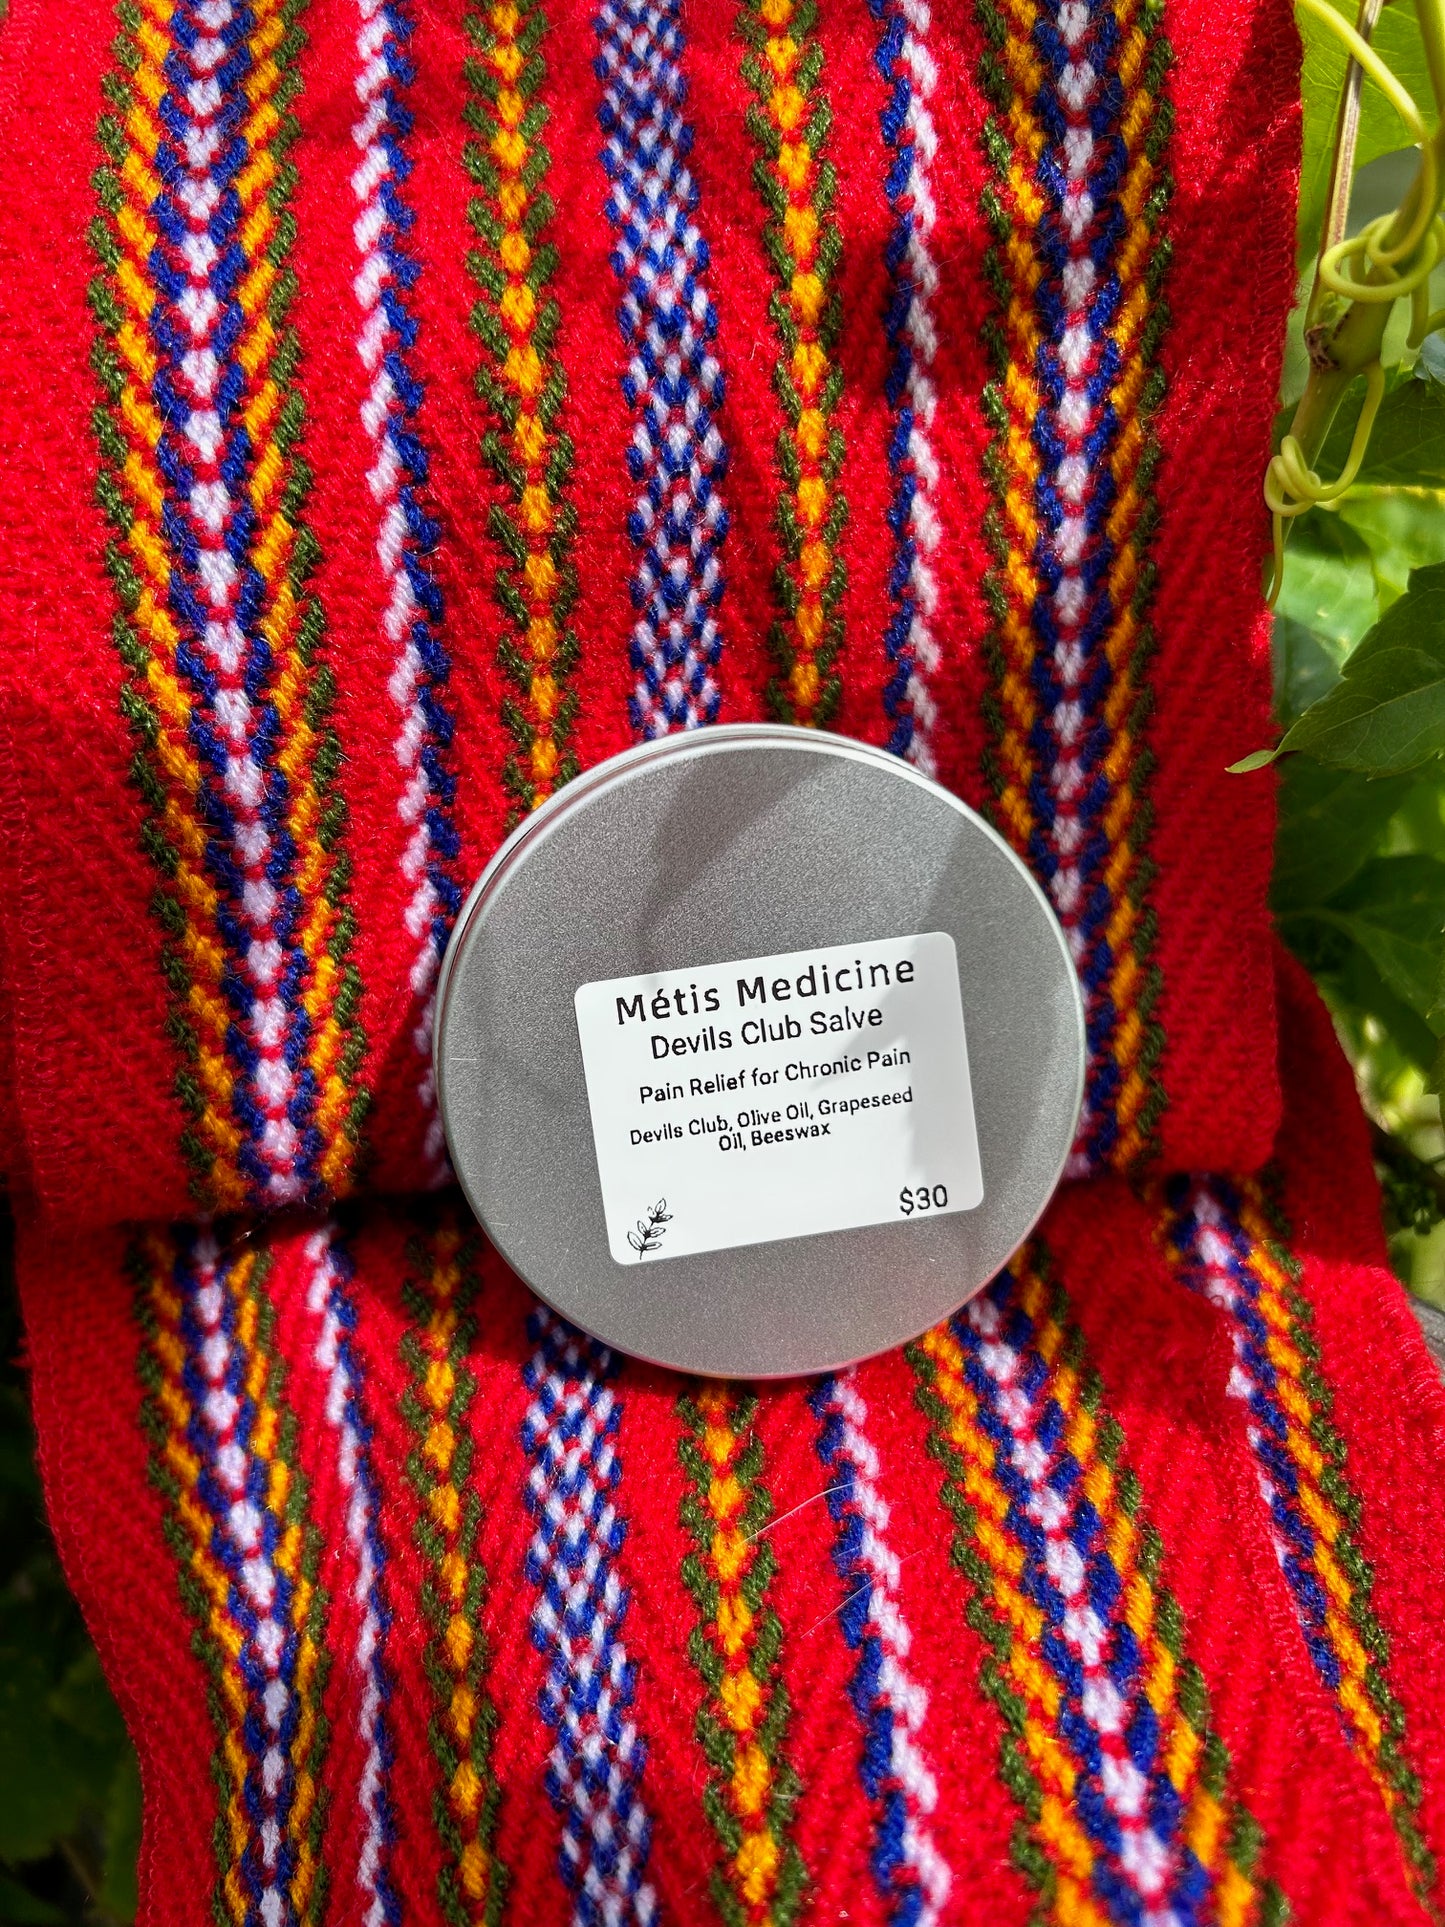 Métis Medicine
Devils Club Salve
Pain Relief for Chronic Pain
Devils Club, Olive Oil, Grapeseed
Oil, Beeswax
$30